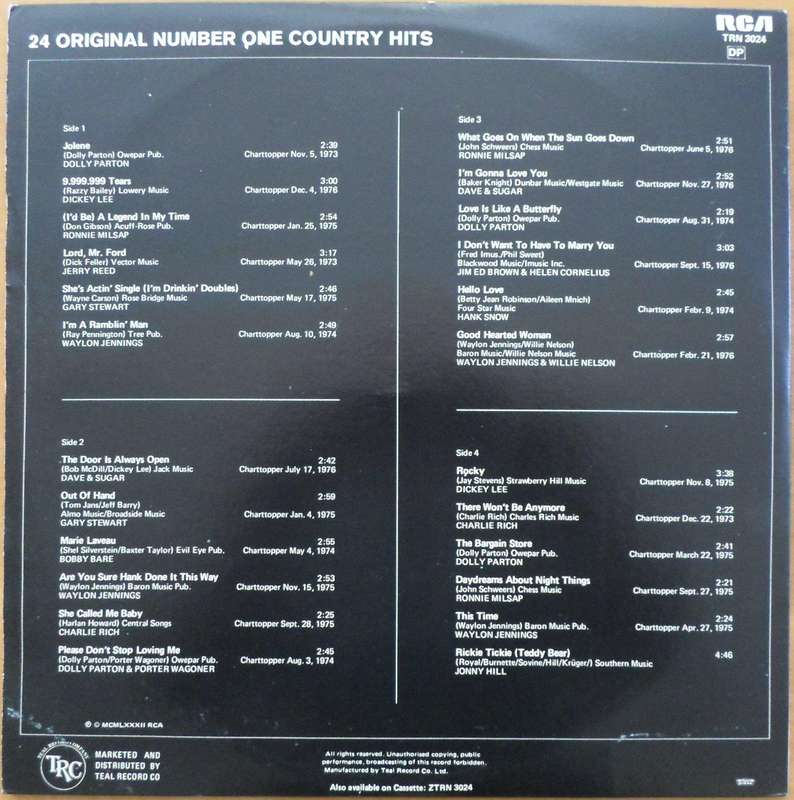 24 ORIGINAL NUMBER ONE COUNTRY HITS
RCA
TRN 3024
DP
Side 1
Jolene 2:39
(Dolly Parton) Owepar Pub. Charttopper Nov. 5, 1973
DOLLY PARTON
9.999.999 Tears 3:00
(Razzy Bailey) Lowery Music Charttopper Dec. 4, 1976
DICKEY LEE
(I'd Be) A Legend In My Time 2:54
(Don Gibson) Acuff-Rose Pub. Charttopper Jan. 25, 1975
RONNIE MILSAP
Lord, Mr. Ford 3:17
(Dick Feller) Vector Music Charttopper May 26, 1973
JERRY REED
She's Actin' Single (I'm Drinkin' Doubles) 2:46
(Wayne Carson) Rose Bridge Music Charttopper May 17, 1975
GARY STEWART
I'm A Ramblin' Man 2:49
(Ray Pennington) Tree Pub. Charttopper Aug. 10, 1974
WAYLON JENNINGS
Side 2
The Door Is Always Open 2:42
(Bob McDill/Dickey Lee) Jack Music Charttopper July 17, 1976
DAVE & SUGAR
Out Of Hand 2:59
(Tom Jans/Jeff Barry)
Almo Music/Broadside Music Charttopper Jan. 4, 1975
GARY STEWART
Marie Laveau 2:55
(Shel Silverstein/Baxter Taylor) Evil Eye Pub. Charttopper May 4, 1974
BOBBY BARE
Are You Sure Hank Done It This Way 2:53
(Waylon Jennings) Baron Music Pub. Charttopper Nov. 15, 1975
WAYLON JENNINGS
She Called Me Baby 2:25
(Harlan Howard) Central Songs Charttopper Sept. 28, 1975
CHARLIE RICH
Please Don't Stop Loving Me 2:45
(Dolly Parton/Porter Wagoner) Owepar Pub. Charttopper Aug. 3, 1974
DOLLY PARTON & PORTER WAGONER
Side 3
What Goes On When The Sun Goes Down 2:51
(John Schweers) Chess Music Charttopper June 5, 1976
RONNIE MILSAP
I'm Gonna Love You 2:52
(Baker Knight) Dunbar Music/Westgate Music Charttopper Nov. 27, 1976
DAVE & SUGAR
Love Is Like A Butterfly 2:19
(Dolly Parton) Owepar Pub. Charttopper Aug. 31, 1974
DOLLY PARTON
I Don't Want To Have To Marry You 3:03
(Fred Imus./Phil Sweet)
Blackwood Music/Imusic Inc. Charttopper Sept. 15, 1976
JIM ED BROWN & HELEN CORNELIUS
Hello Love 2:45
(Betty Jean Robinson/Aileen Mnich)
Four Star Music Charttopper Febr. 9, 1974
HANK SNOW
Good Hearted Woman 2:57
(Waylon Jennings/Willie Nelson)
Baron Music/Willie Nelson Music Charttopper Febr. 21, 1976
WAYLON JENNINGS & WILLIE NELSON
Side 4
Rocky 3:38
(Jay Stevens) Strawberry Hill Music Charttopper Nov. 8, 1975
DICKEY LEE
There Won't Be Anymore 2:22
(Charlie Rich) Charles Rich Music Charttopper Dec. 22, 1973
CHARLIE RICH
The Bargain Store 2:41
(Dolly Parton) Owepar Pub. Charttopper March 22, 1975
DOLLY PARTON
Daydreams About Night Things 2:21
(John Schweers) Chess Music Charttopper Sept. 27, 1975
RONNIE MILSAP
This Time 2:24
(Waylon Jennings) Baron Music Pub. Charttopper Apr. 27, 1975
WAYLON JENNINGS
Rickie Tickie (Teddy Bear) 4:46
(Royal/Burnette/Sovine/Hill/Krüger/) Southern Music
JONNY HILL
℗ © MCMLXXXII RCA
TEAL RECORD COMPANY
TRC
MARKETED AND
DISTRIBUTED BY
TEAL RECORD CO
All rights reserved. Unauthorised copying, public
performance, broadcasting of this record forbidden.
Manufactured by Teal Record Co. Ltd.
Also available on Cassette: ZTRN 3024